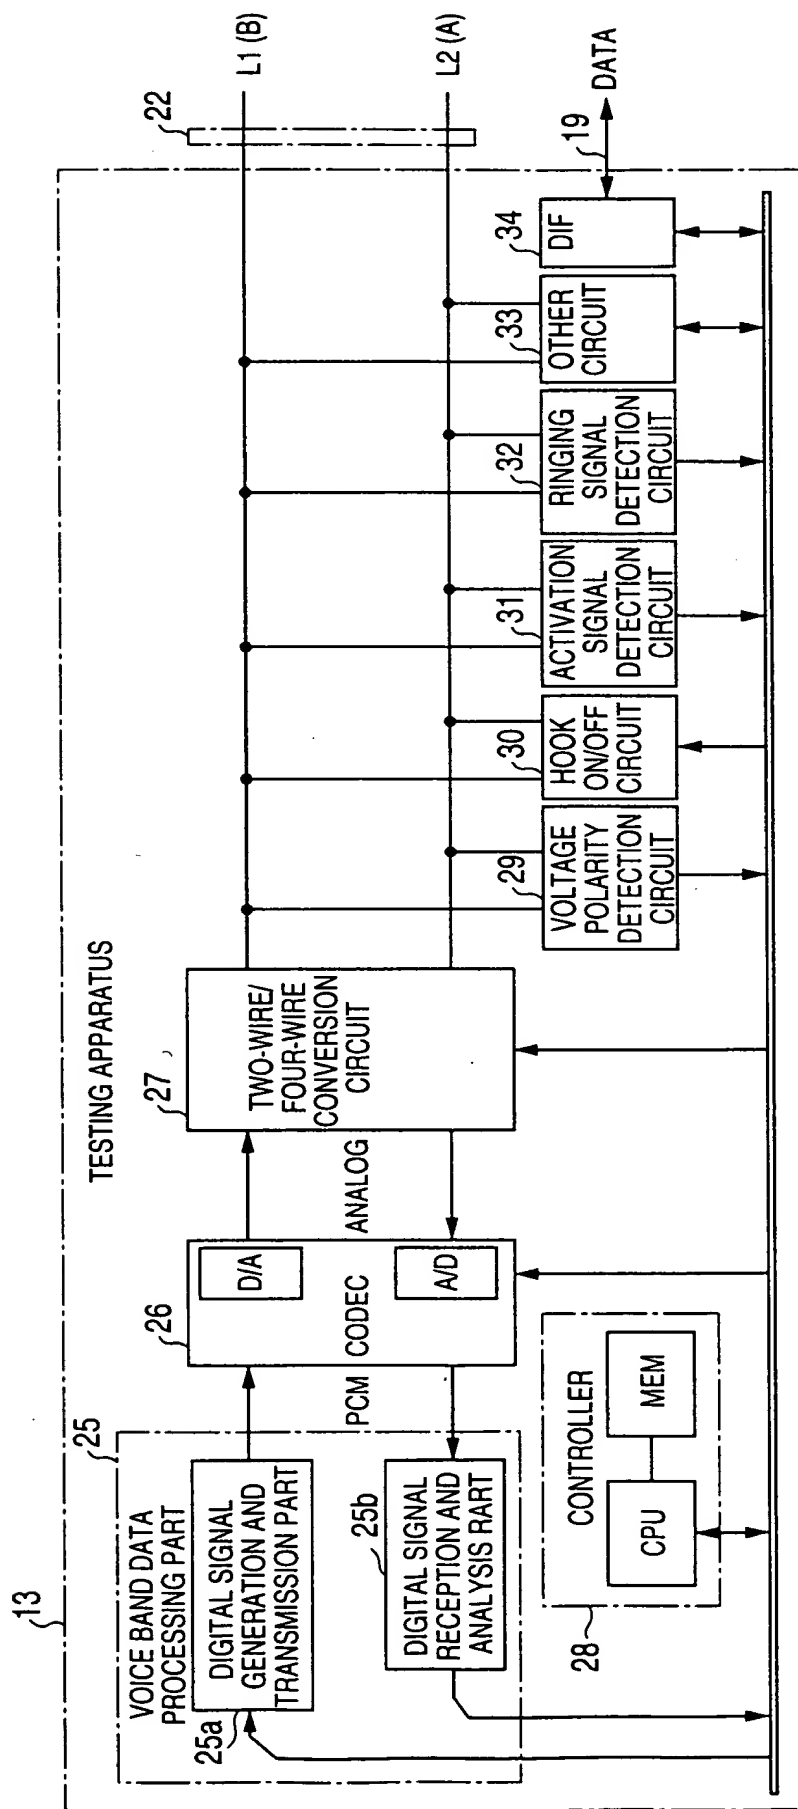 13
TESTING APPARATUS
25
VOICE BAND DATA
PROCESSING PART
25a
DIGITAL SIGNAL
GENERATION AND
TRANSMISSION PART
25b
DIGITAL SIGNAL
RECEPTION AND
ANALYSIS RART
PCM
26
D/A
CODEC
A/D
ANALOG
27
TWO-WIRE/
FOUR-WIRE
CONVERSION
CIRCUIT
22
L1 (B)
L2 (A)
28
CONTROLLER
CPU
MEM
29
VOLTAGE
POLARITY
DETECTION
CIRCUIT
30
HOOK
ON/OFF
CIRCUIT
31
ACTIVATION
SIGNAL
DETECTION
CIRCUIT
32
RINGING
SIGNAL
DETECTION
CIRCUIT
33
OTHER
CIRCUIT
34
DIF
19
DATA